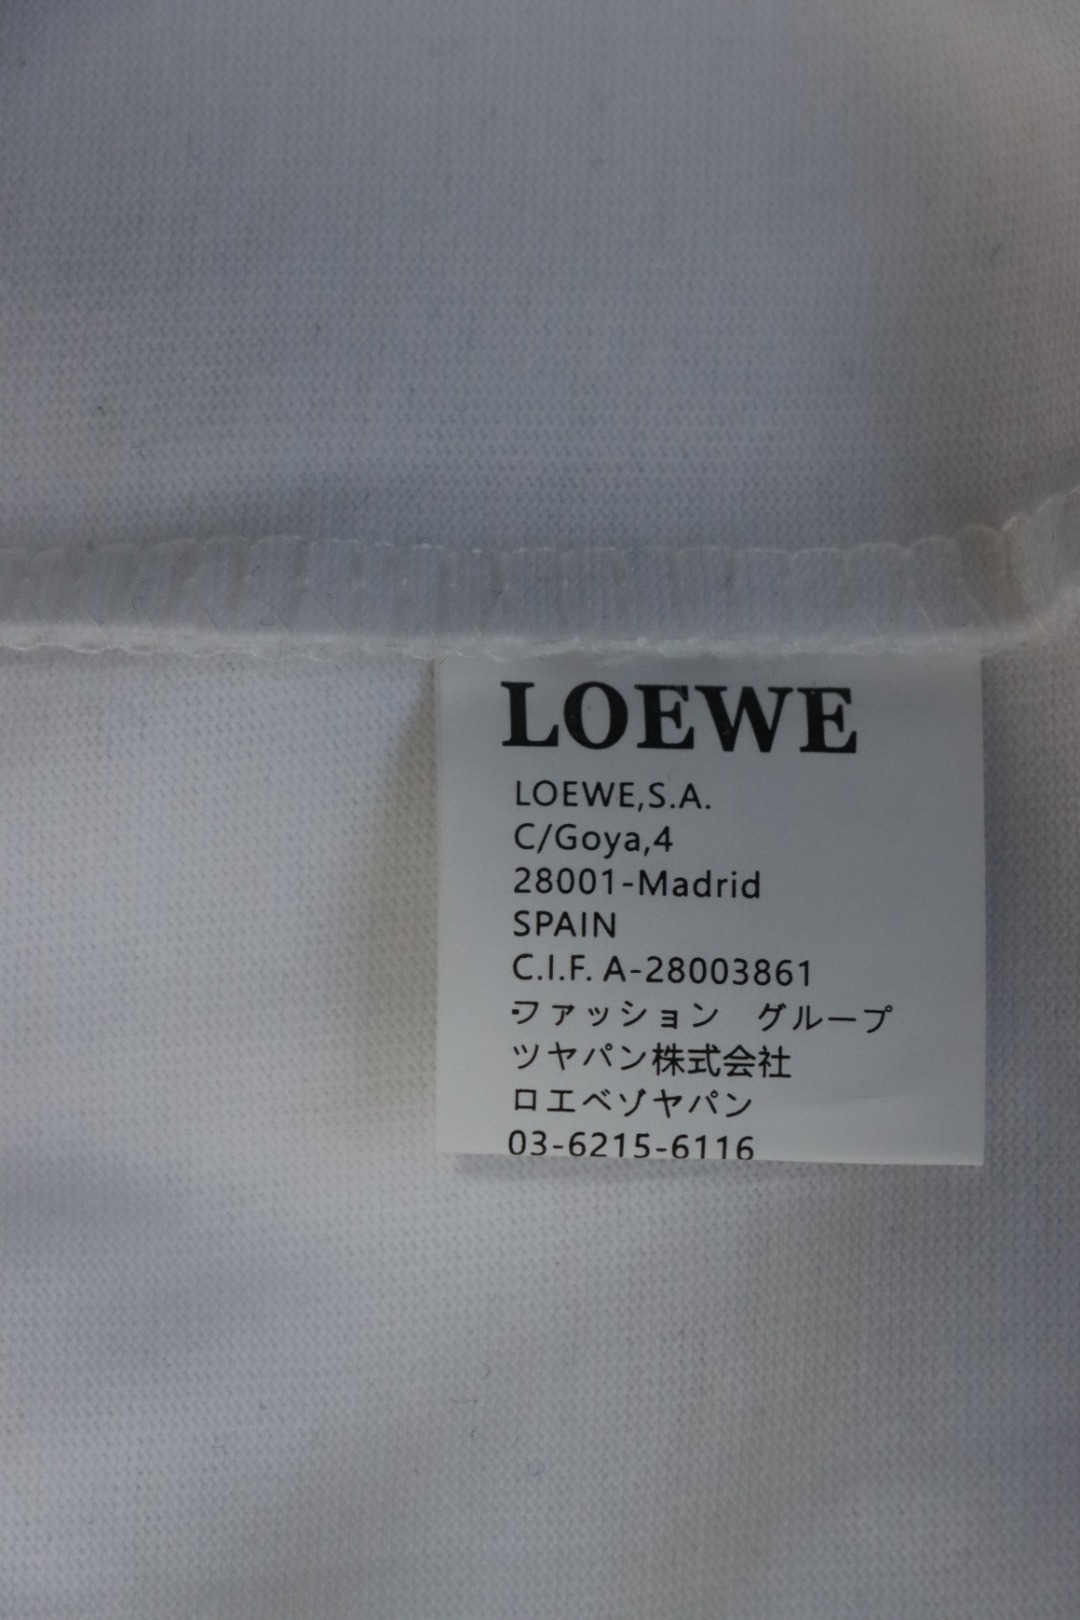 LOEWE
LOEWE,S.A.
C/Goya,4
28001-Madrid
SPAIN
C.I.F. A-28003861
ファッション　グループ
ツヤパン株式会社
ロエベゾヤパン
03-6215-6116